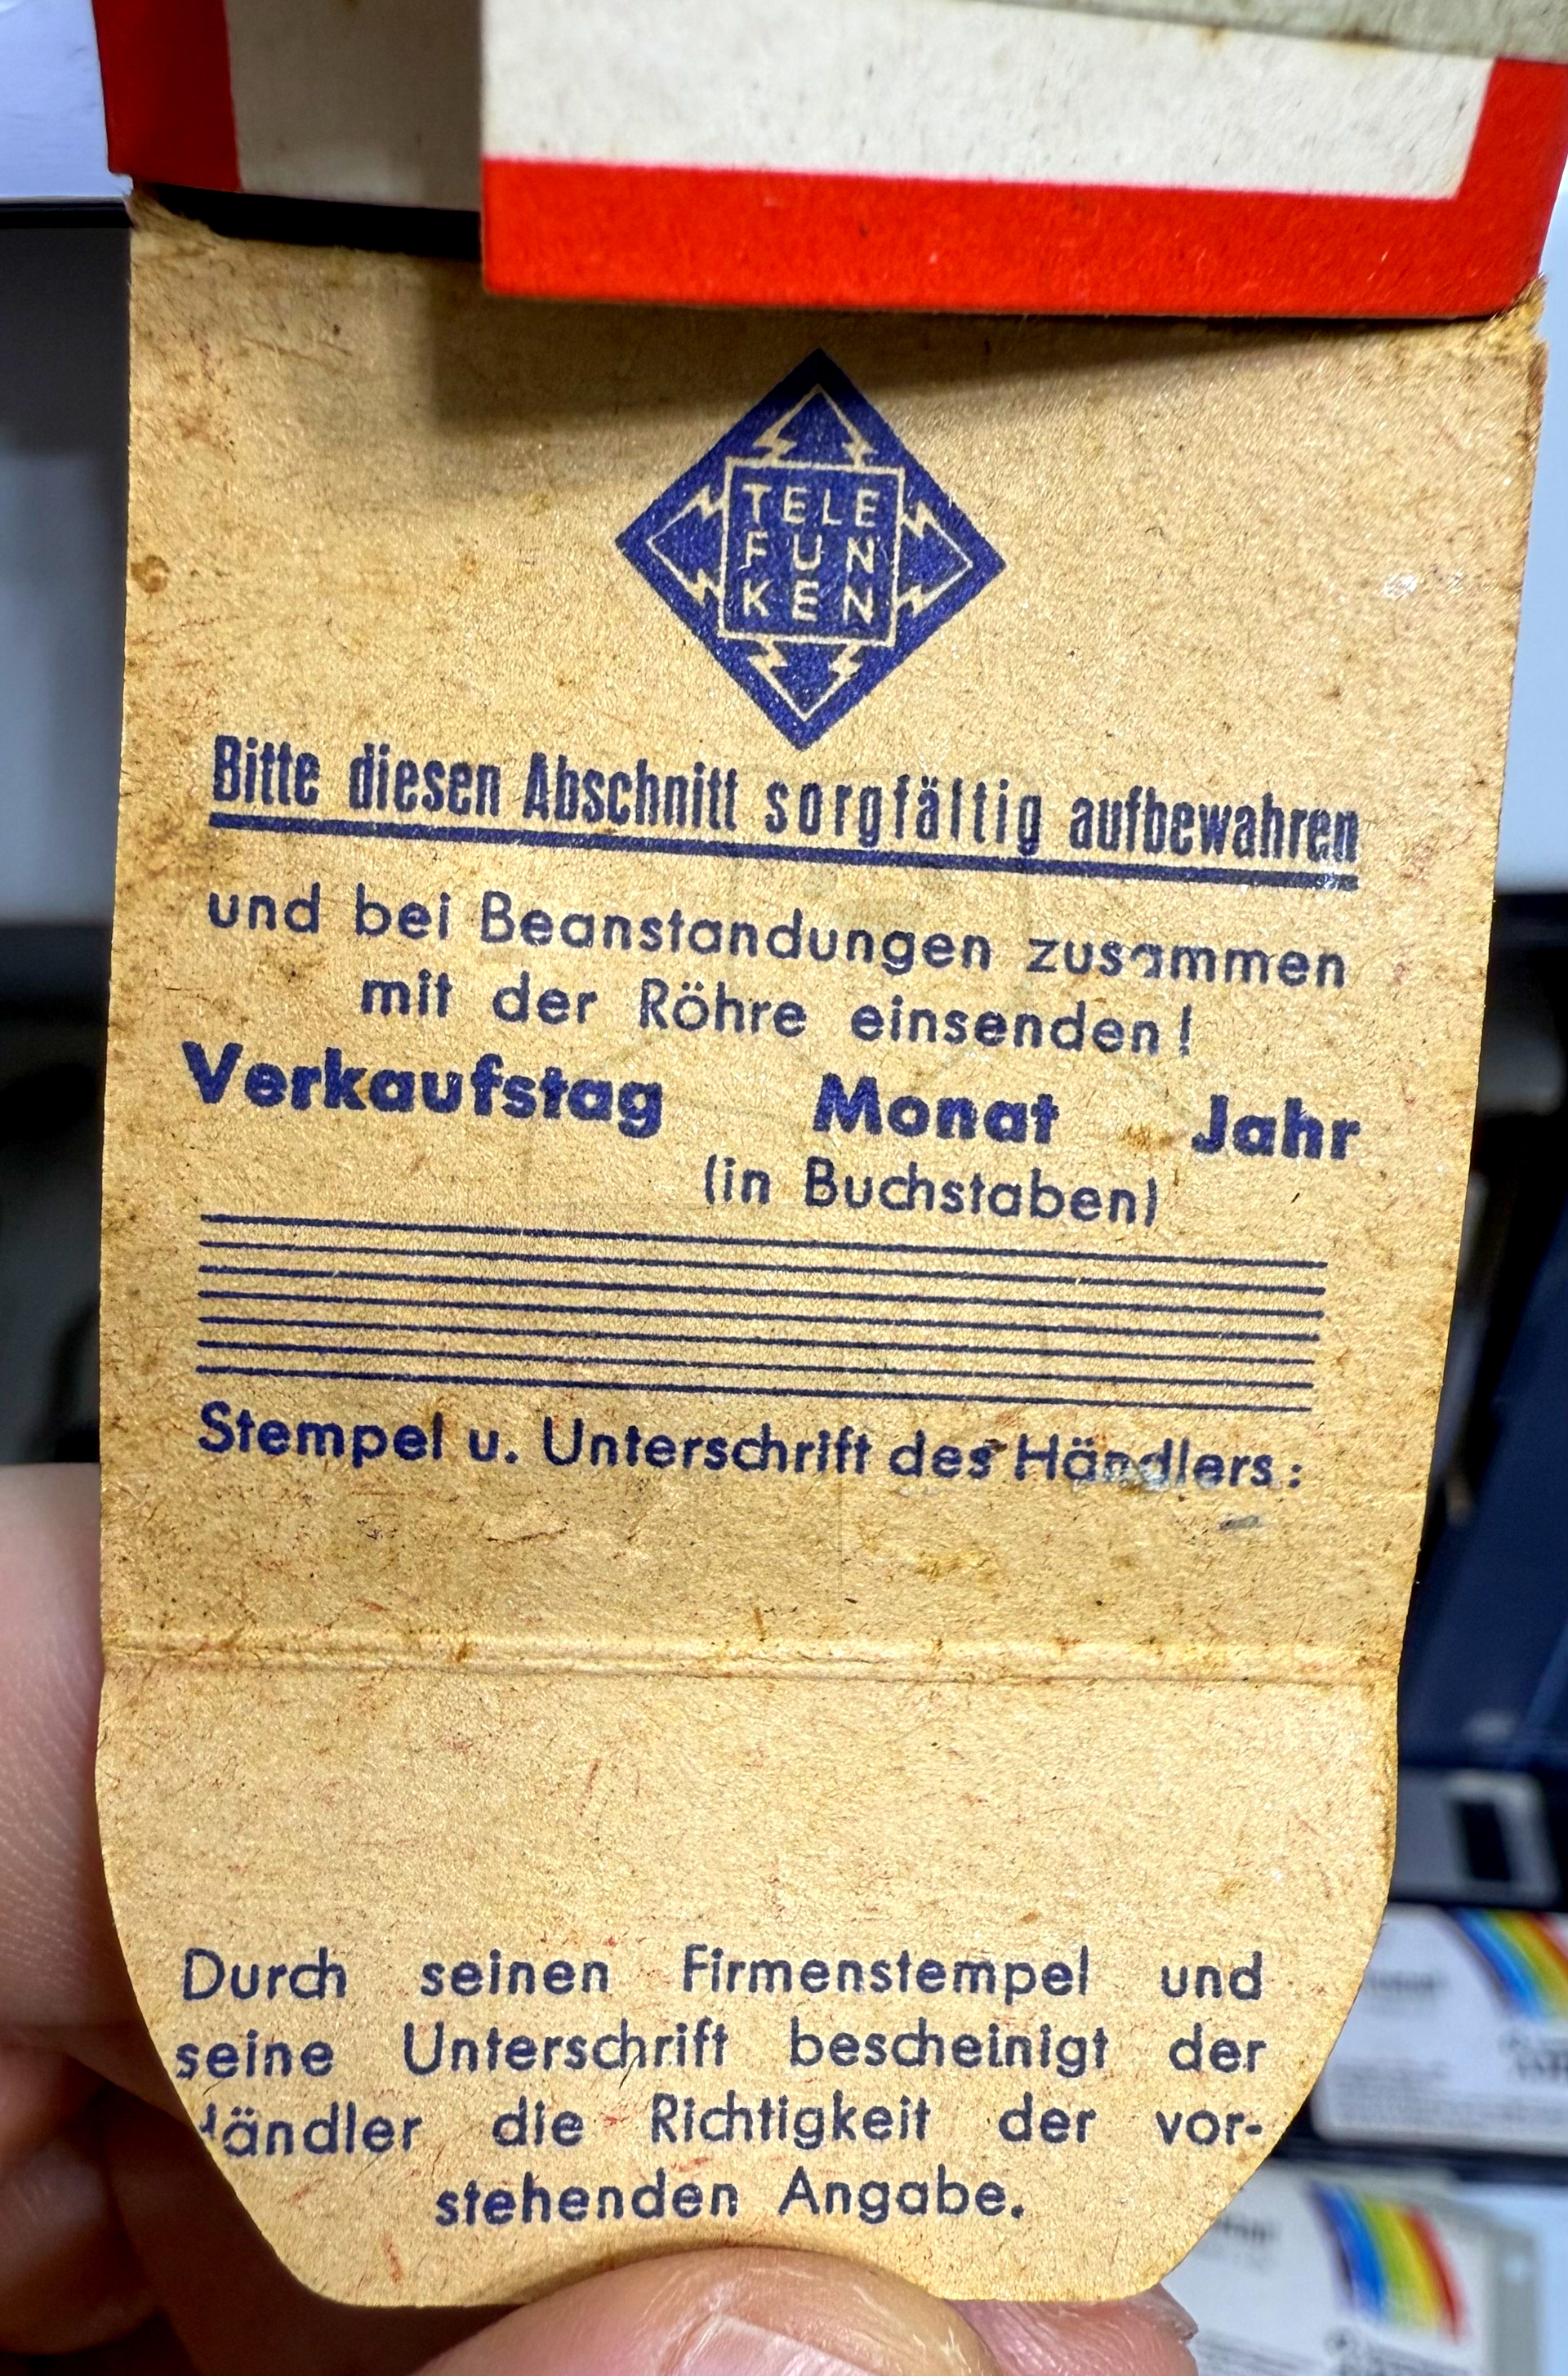 TELE
FUN
KEN
Bitte diesen Abschnitt sorgfältig aufbewahren
und bei Beanstandungen zusammen
mit der Röhre einsenden!
Verkaufstag Monat Jahr
(in Buchstaben)
Stempel u. Unterschrift des Händlers:
Durch seinen Firmenstempel und
seine Unterschrift bescheinigt der
Händler die Richtigkeit der vor-
stehenden Angabe.